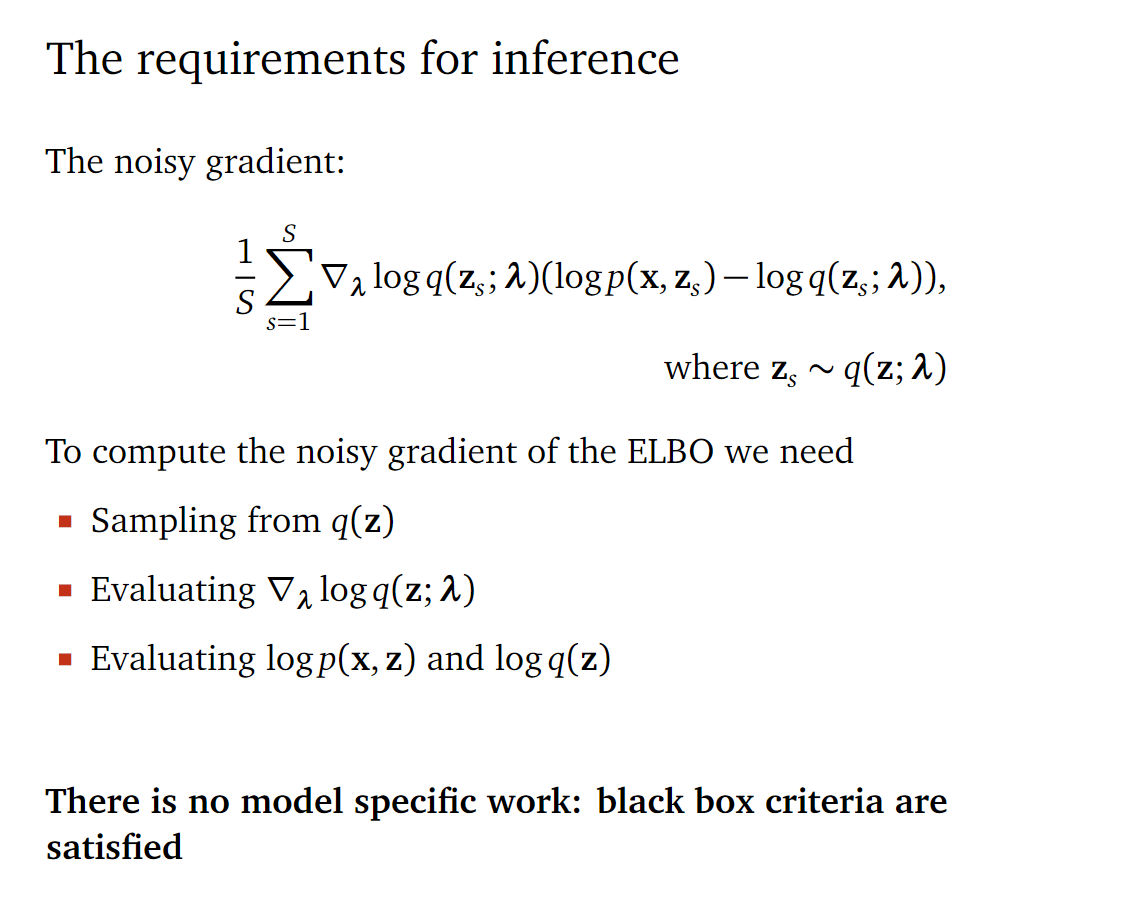 The requirements for inference
The noisy gradient:
$\frac{1}{S} \sum_{s=1}^{S} \nabla_{\boldsymbol{\lambda}} \log q(\mathbf{z}_s; \boldsymbol{\lambda})(\log p(\mathbf{x}, \mathbf{z}_s) - \log q(\mathbf{z}_s; \boldsymbol{\lambda})),$
where $\mathbf{z}_s \sim q(\mathbf{z}; \boldsymbol{\lambda})$
To compute the noisy gradient of the ELBO we need
▪ Sampling from $q(\mathbf{z})$
▪ Evaluating $\nabla_{\boldsymbol{\lambda}} \log q(\mathbf{z}; \boldsymbol{\lambda})$
▪ Evaluating $\log p(\mathbf{x}, \mathbf{z})$ and $\log q(\mathbf{z})$
There is no model specific work: black box criteria are
satisfied